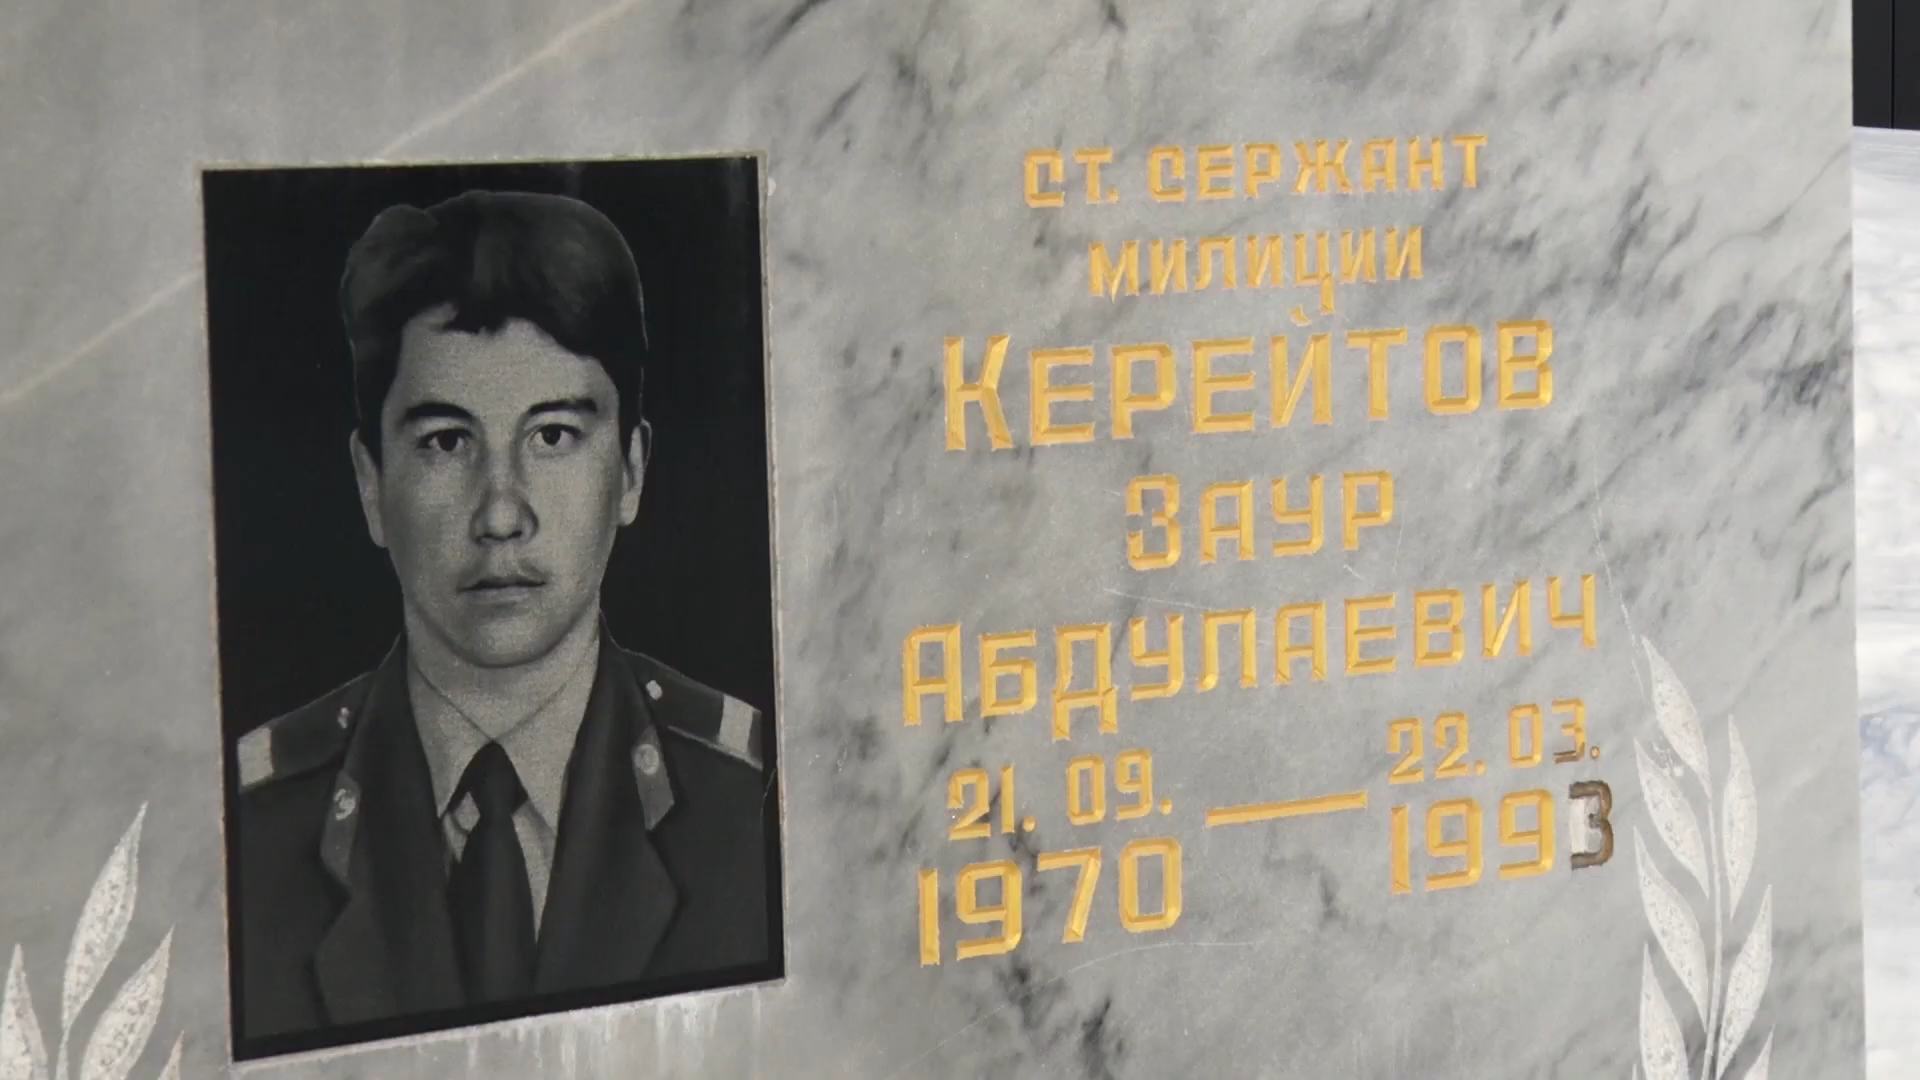 СТ. СЕРЖАНТ
МИЛИЦИИ
КЕРЕЙТОВ
ЗАУР
АБДУЛАЕВИЧ
21. 09. — 22. 03.
1970 1993